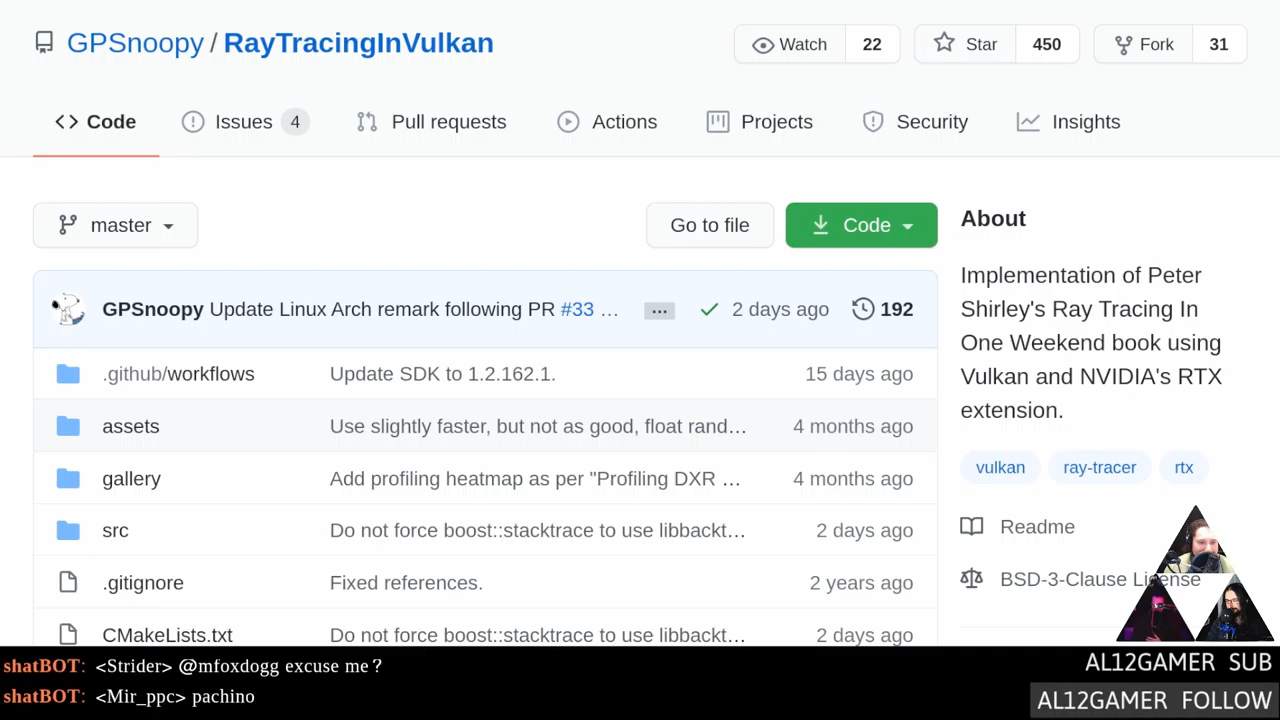 GPSnoopy / RayTracingInVulkan
Watch 22 Star 450 Fork 31
Code Issues 4 Pull requests Actions Projects Security Insights
master Go to file Code
GPSnoopy Update Linux Arch remark following PR #33 … ... 2 days ago 192
.github/workflows Update SDK to 1.2.162.1. 15 days ago
assets Use slightly faster, but not as good, float rand… 4 months ago
gallery Add profiling heatmap as per "Profiling DXR … 4 months ago
src Do not force boost::stacktrace to use libbackt… 2 days ago
.gitignore Fixed references. 2 years ago
CMakeLists.txt Do not force boost::stacktrace to use libbackt… 2 days ago
About
Implementation of Peter
Shirley's Ray Tracing In
One Weekend book using
Vulkan and NVIDIA's RTX
extension.
vulkan ray-tracer rtx
Readme
BSD-3-Clause License
shatBOT: <Strider> @mfoxdogg excuse me?
shatBOT: <Mir_ppc> pachino
AL12GAMER SUB
AL12GAMER FOLLOW